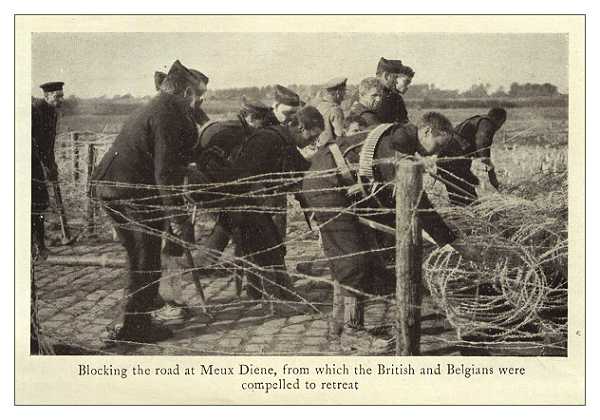 Blocking the road at Meux Diene, from which the British and Belgians were
compelled to retreat